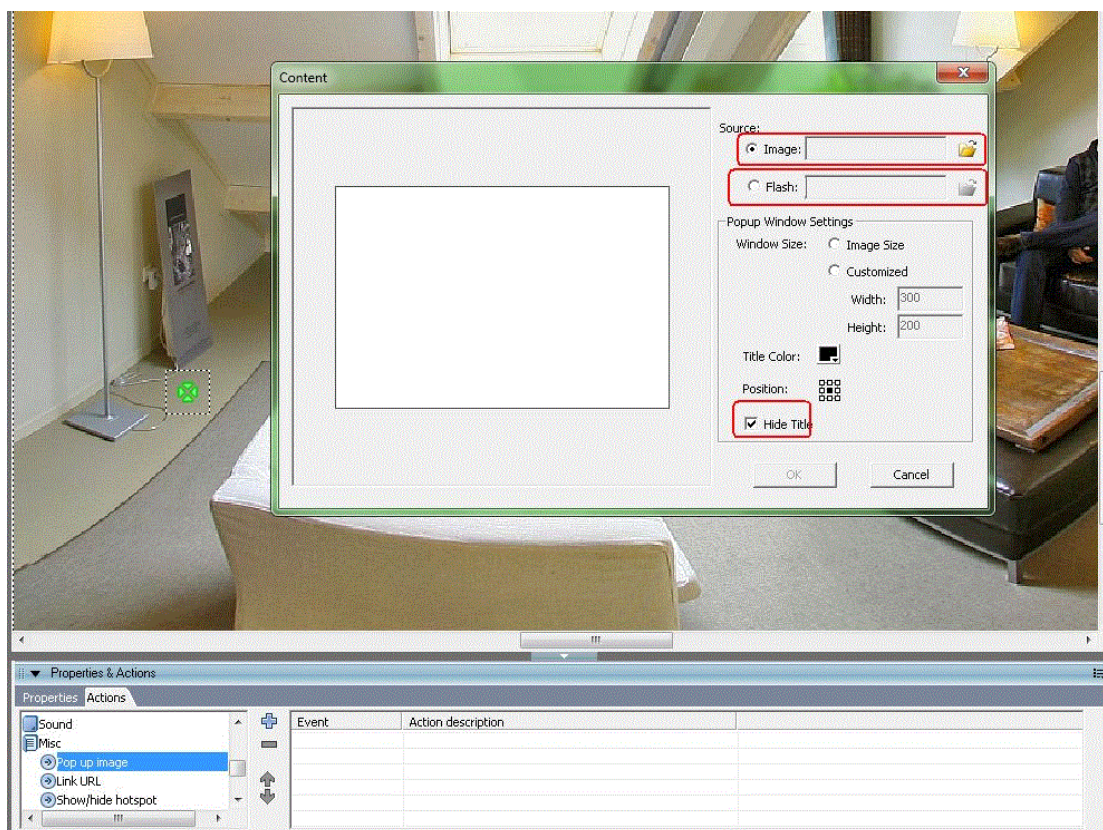 Content
Source:
Image:
Flash:
Popup Window Settings
Window Size: Image Size
Customized
Width: 300
Height: 200
Title Color:
Position:
Hide Title
OK Cancel
Properties & Actions
Properties Actions
Sound
Misc
Pop up image
Link URL
Show/hide hotspot
Event Action description